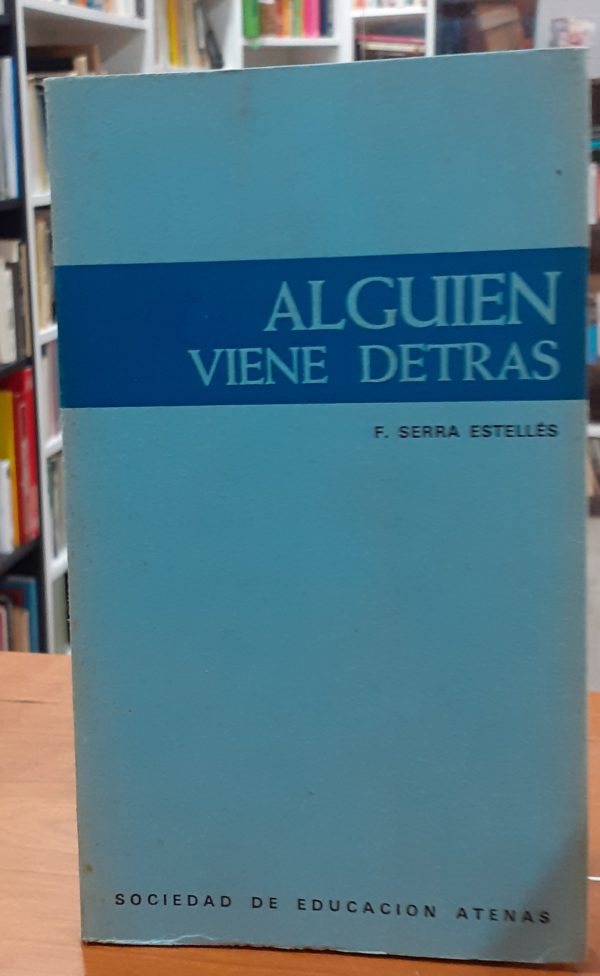 ALGUIEN
VIENE DETRAS
F. SERRA ESTELLÉS
SOCIEDAD DE EDUCACION ATENAS